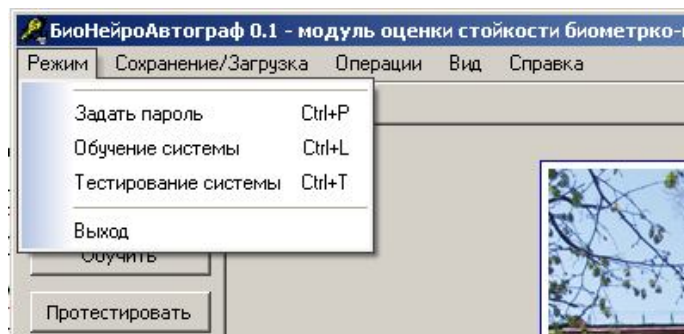 БиоНейроАвтограф 0.1 - модуль оценки стойкости биометрко-
Режим Сохранение/Загрузка Операции Вид Справка
Задать пароль Ctrl+P
Обучение системы Ctrl+L
Тестирование системы Ctrl+T
Выход
Обучить
Протестировать